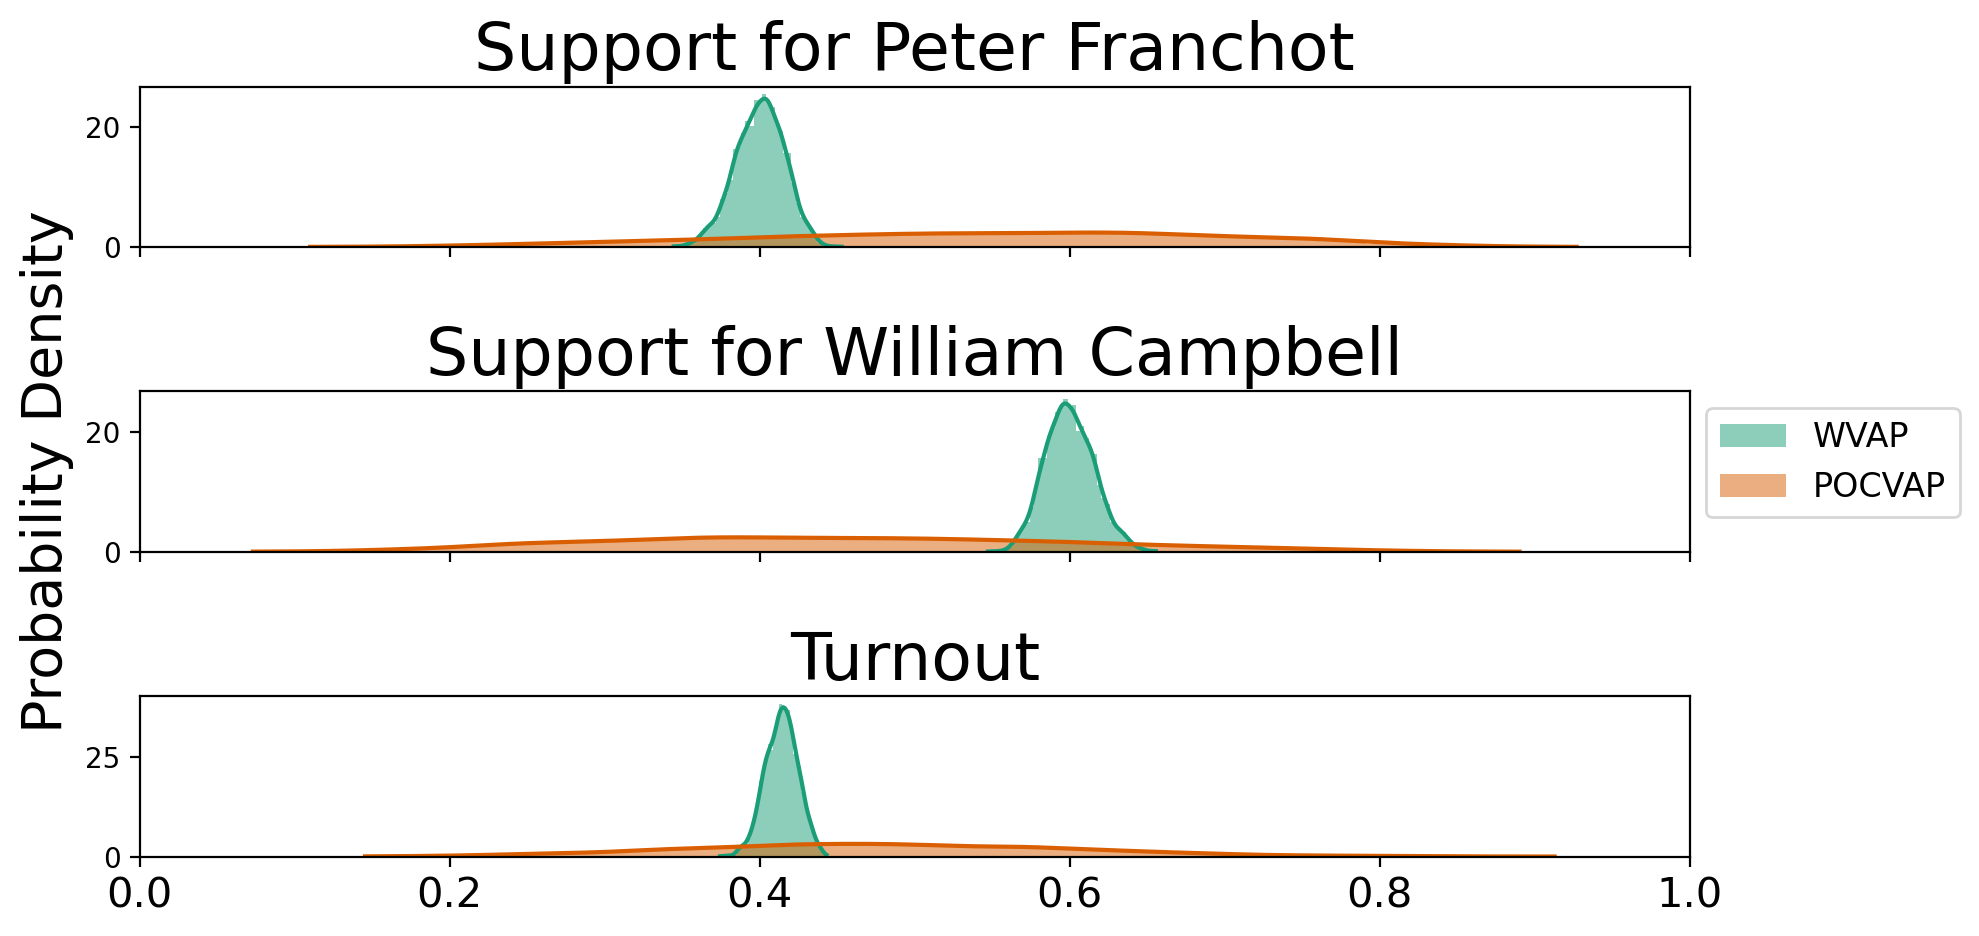 Support for Peter Franchot
20
0
Support for William Campbell
20
0
WVAP
POCVAP
Probability Density
Turnout
25
0
0.0 0.2 0.4 0.6 0.8 1.0